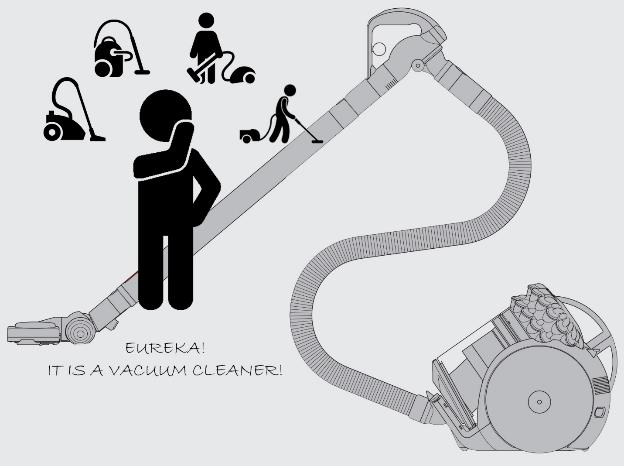 EUREKA!
IT IS A VACUUM CLEANER!